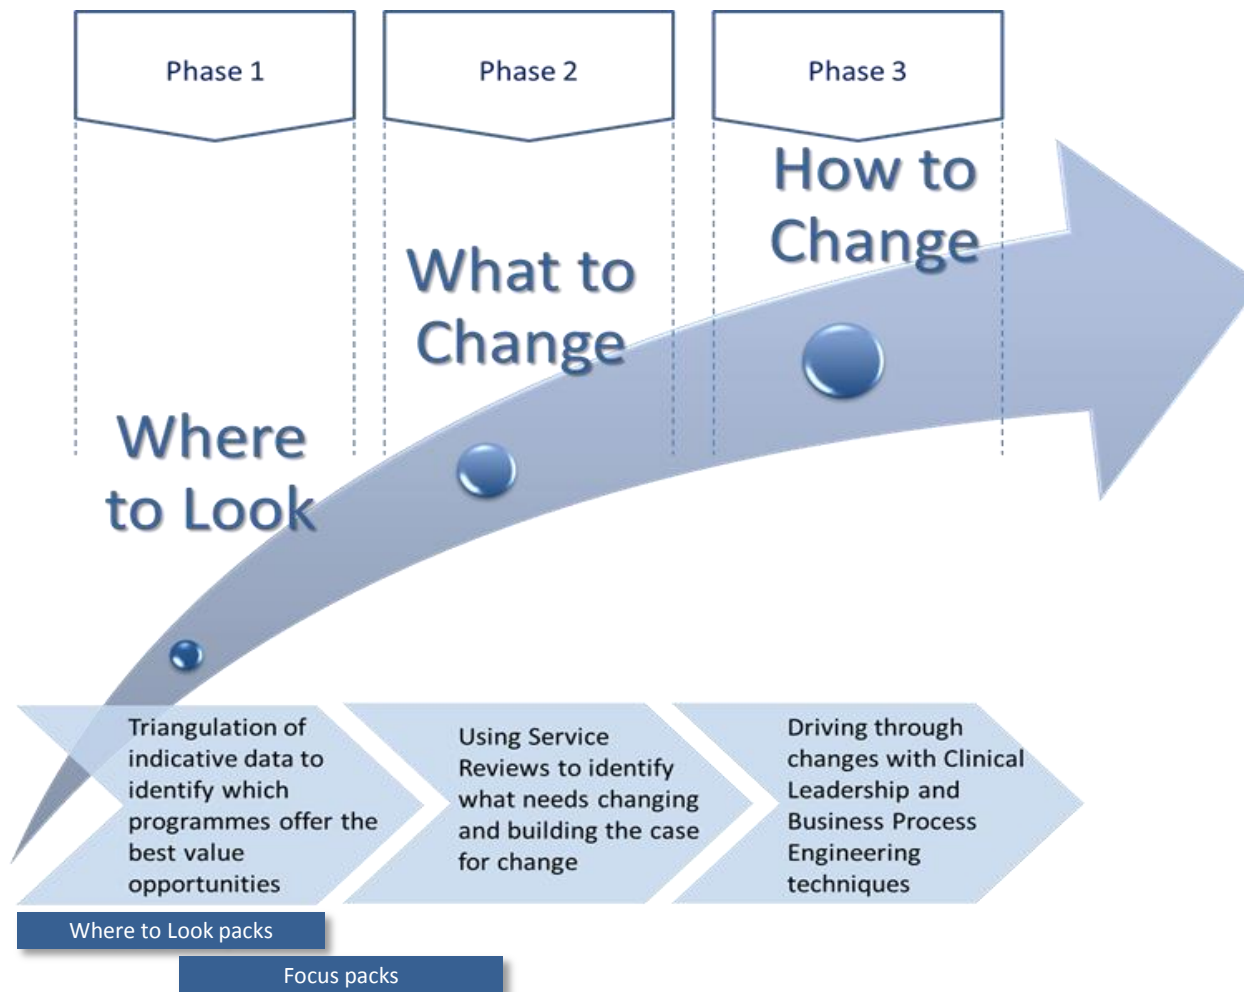 Phase 1
Phase 2
Phase 3
How to
Change
What to
Change
Where
to Look
Triangulation of
indicative data to
identify which
programmes offer the
best value
opportunities
Using Service
Reviews to identify
what needs changing
and building the case
for change
Driving through
changes with Clinical
Leadership and
Business Process
Engineering
techniques
Where to Look packs
Focus packs